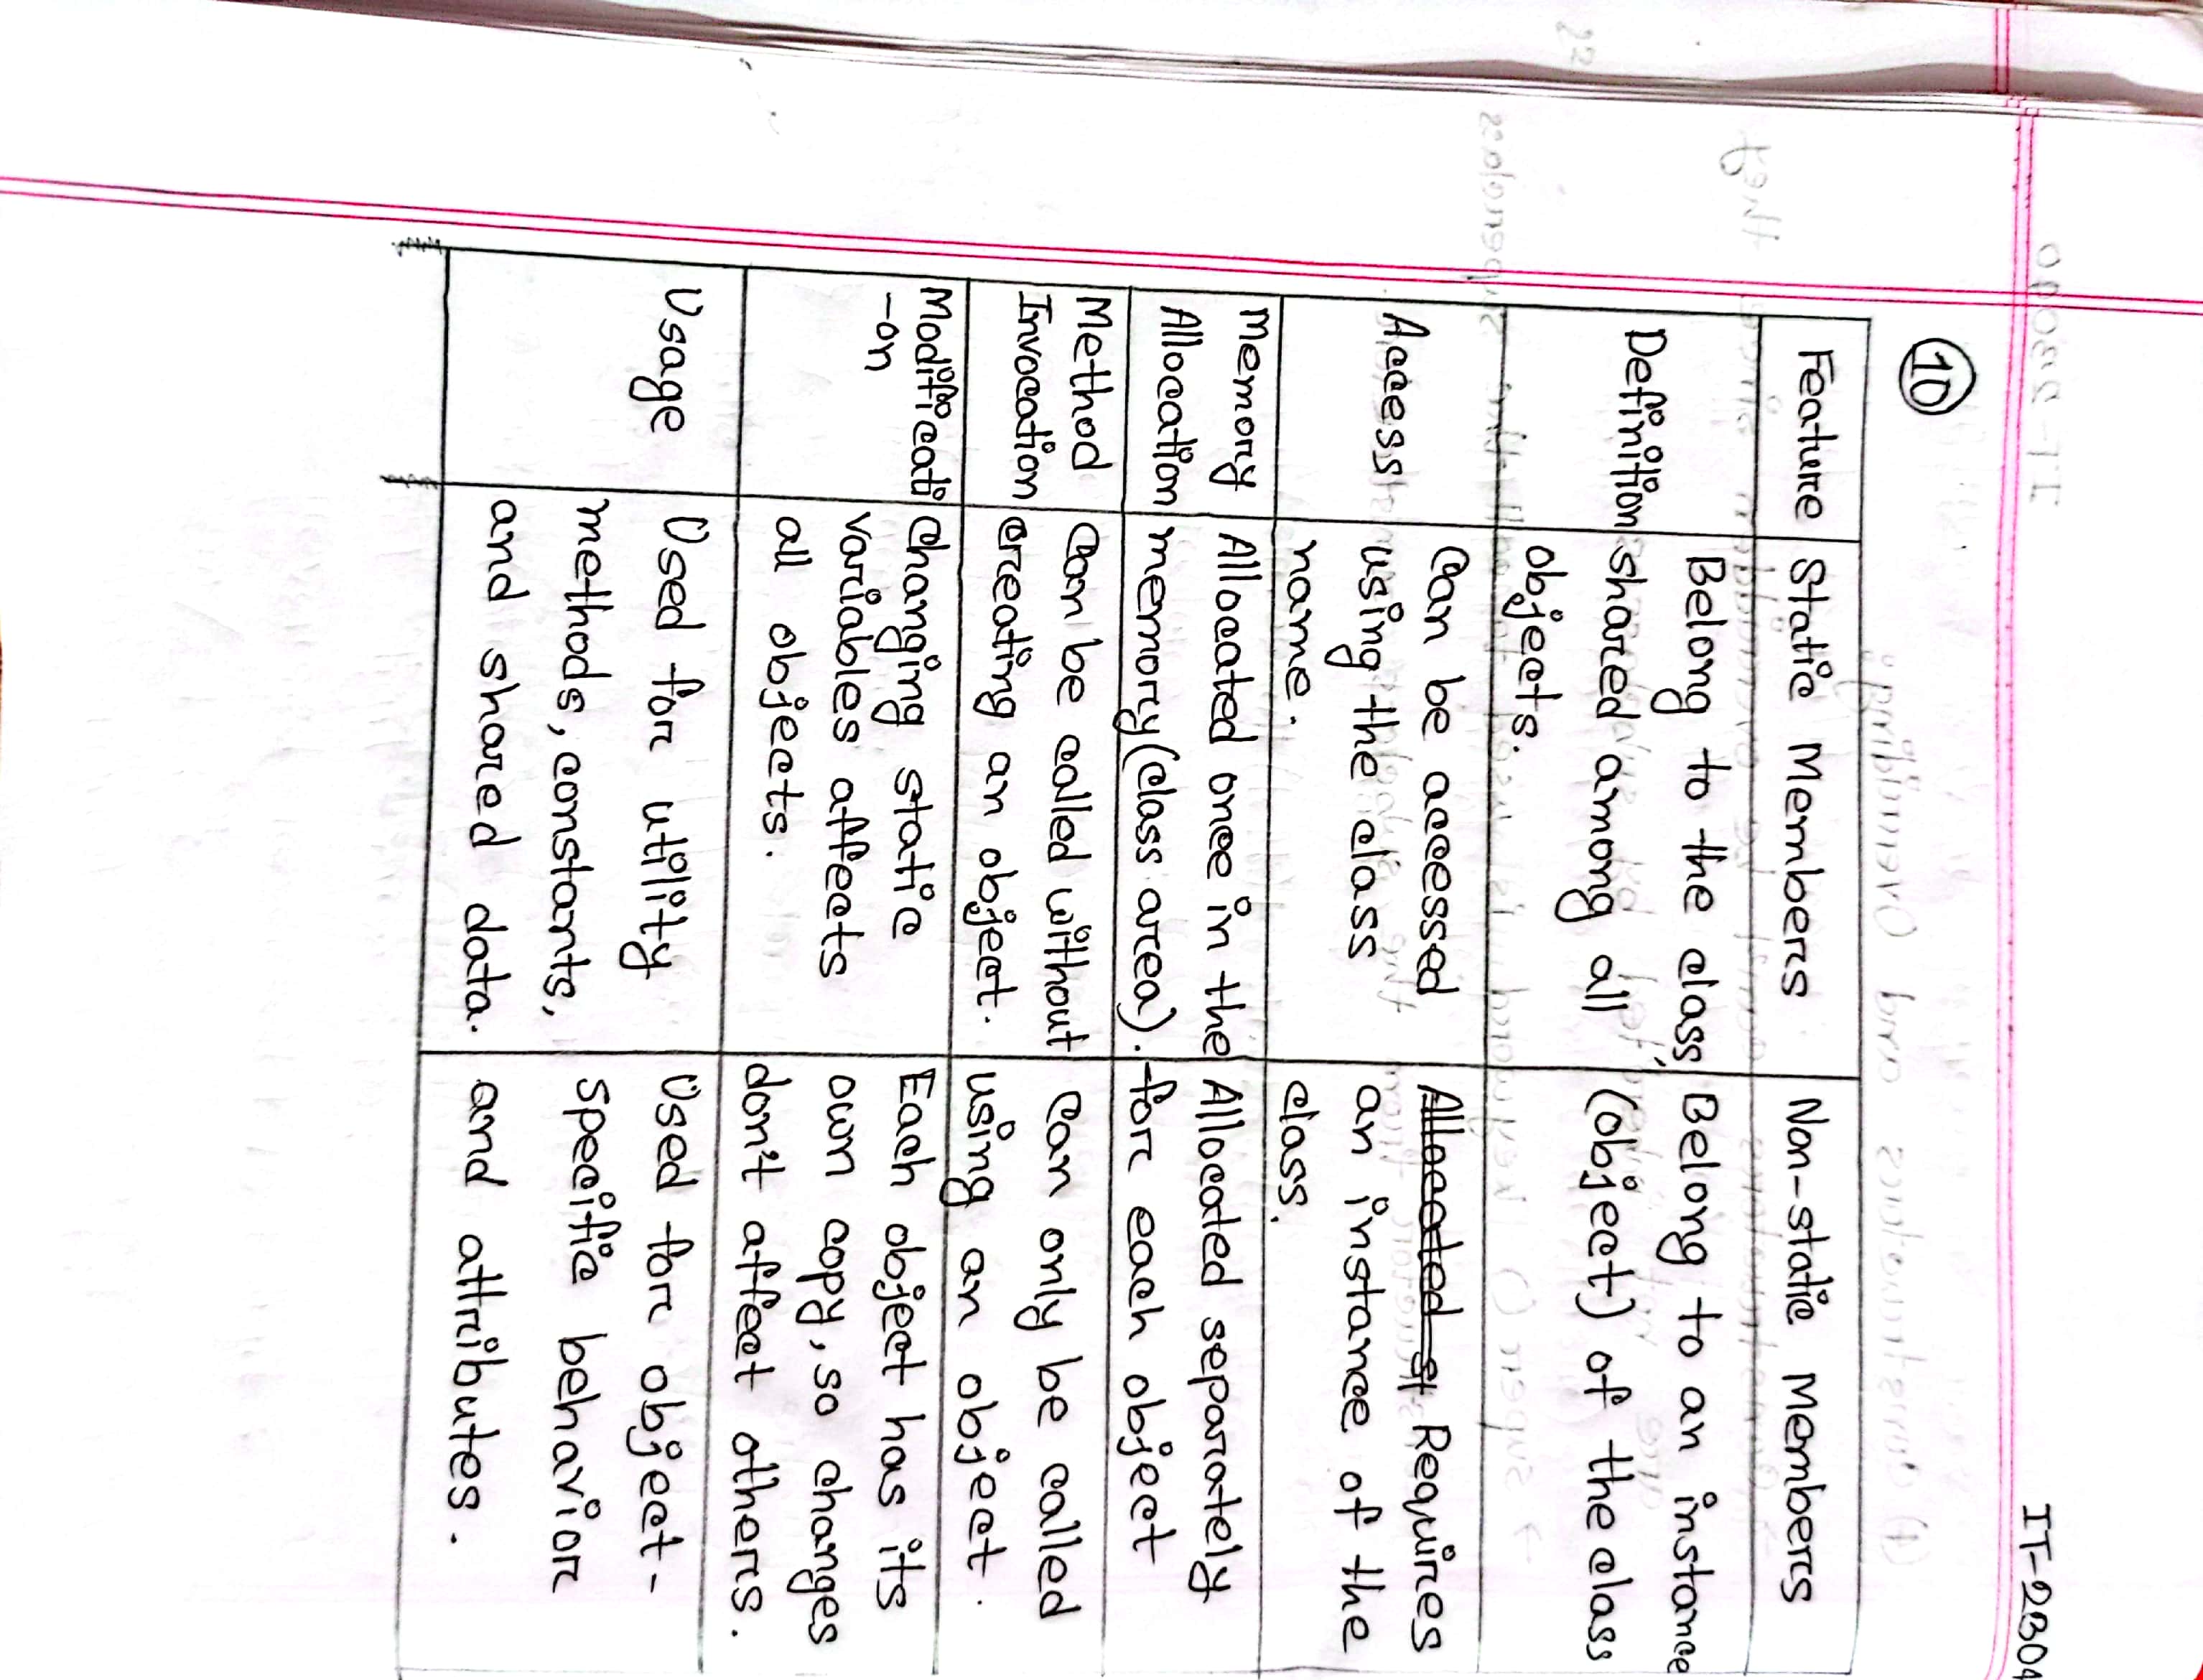 IT-2304
10
Feature Static Members Non-static Members
Definition Belong to the class, Belong to an instance
shared among all (object) of the class
objects.
Access Can be accessed Allocated st Requires
using the class an instance of the
name. class.
Memory Allocated once in the Allocated separately
Allocation memory (class area). for each object
Method Can be called without Can only be called
Invocation creating an object. using an object.
Modificati Changing static Each object has its
-on variables affects own copy, so changes
all objects. don't affect others.
Usage Used for utility Used for object-
methods, constants, specific behavior
and shared data. and attributes.